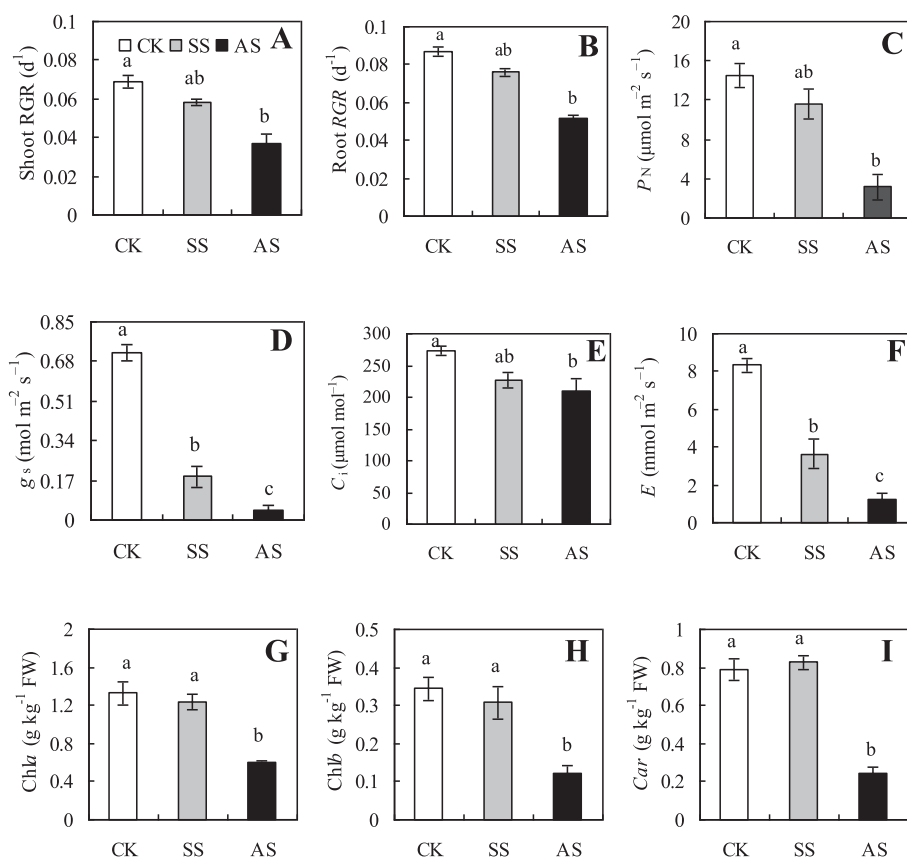 A
CK SS AS
Shoot RGR (d⁻¹)
0.1
0.08
0.06
0.04
0.02
0
a
ab
b
CK SS AS
B
Root RGR (d⁻¹)
0.1
0.08
0.06
0.04
0.02
0
a
ab
b
CK SS AS
C
P_N (μmol m⁻² s⁻¹)
20
16
12
8
4
0
a
ab
b
CK SS AS
D
g_s (mol m⁻² s⁻¹)
0.85
0.68
0.51
0.34
0.17
0
a
b
c
CK SS AS
E
C_i (μmol mol⁻¹)
300
250
200
150
100
50
0
a
ab
b
CK SS AS
F
E (mmol m⁻² s⁻¹)
10
8
6
4
2
0
a
b
c
CK SS AS
G
Chla (g kg⁻¹ FW)
2
1.6
1.2
0.8
0.4
0
a
a
b
CK SS AS
H
Chlb (g kg⁻¹ FW)
0.5
0.4
0.3
0.2
0.1
0
a
a
b
CK SS AS
I
Car (g kg⁻¹ FW)
1
0.8
0.6
0.4
0.2
0
a
a
b
CK SS AS